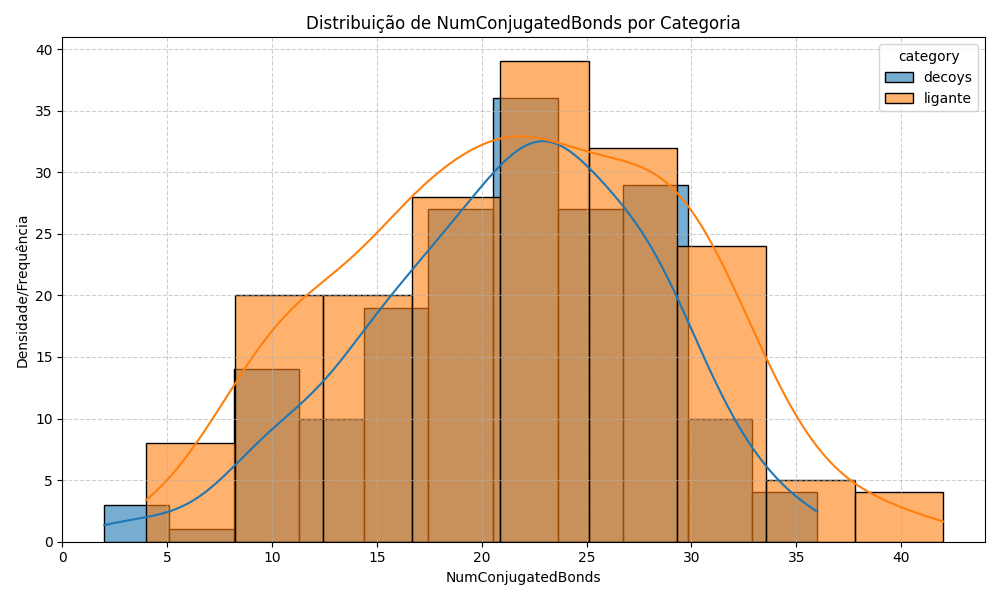 Distribuição de NumConjugatedBonds por Categoria
category
decoys
ligante
Densidade/Frequência
40
35
30
25
20
15
10
5
0
0 5 10 15 20 25 30 35 40
NumConjugatedBonds